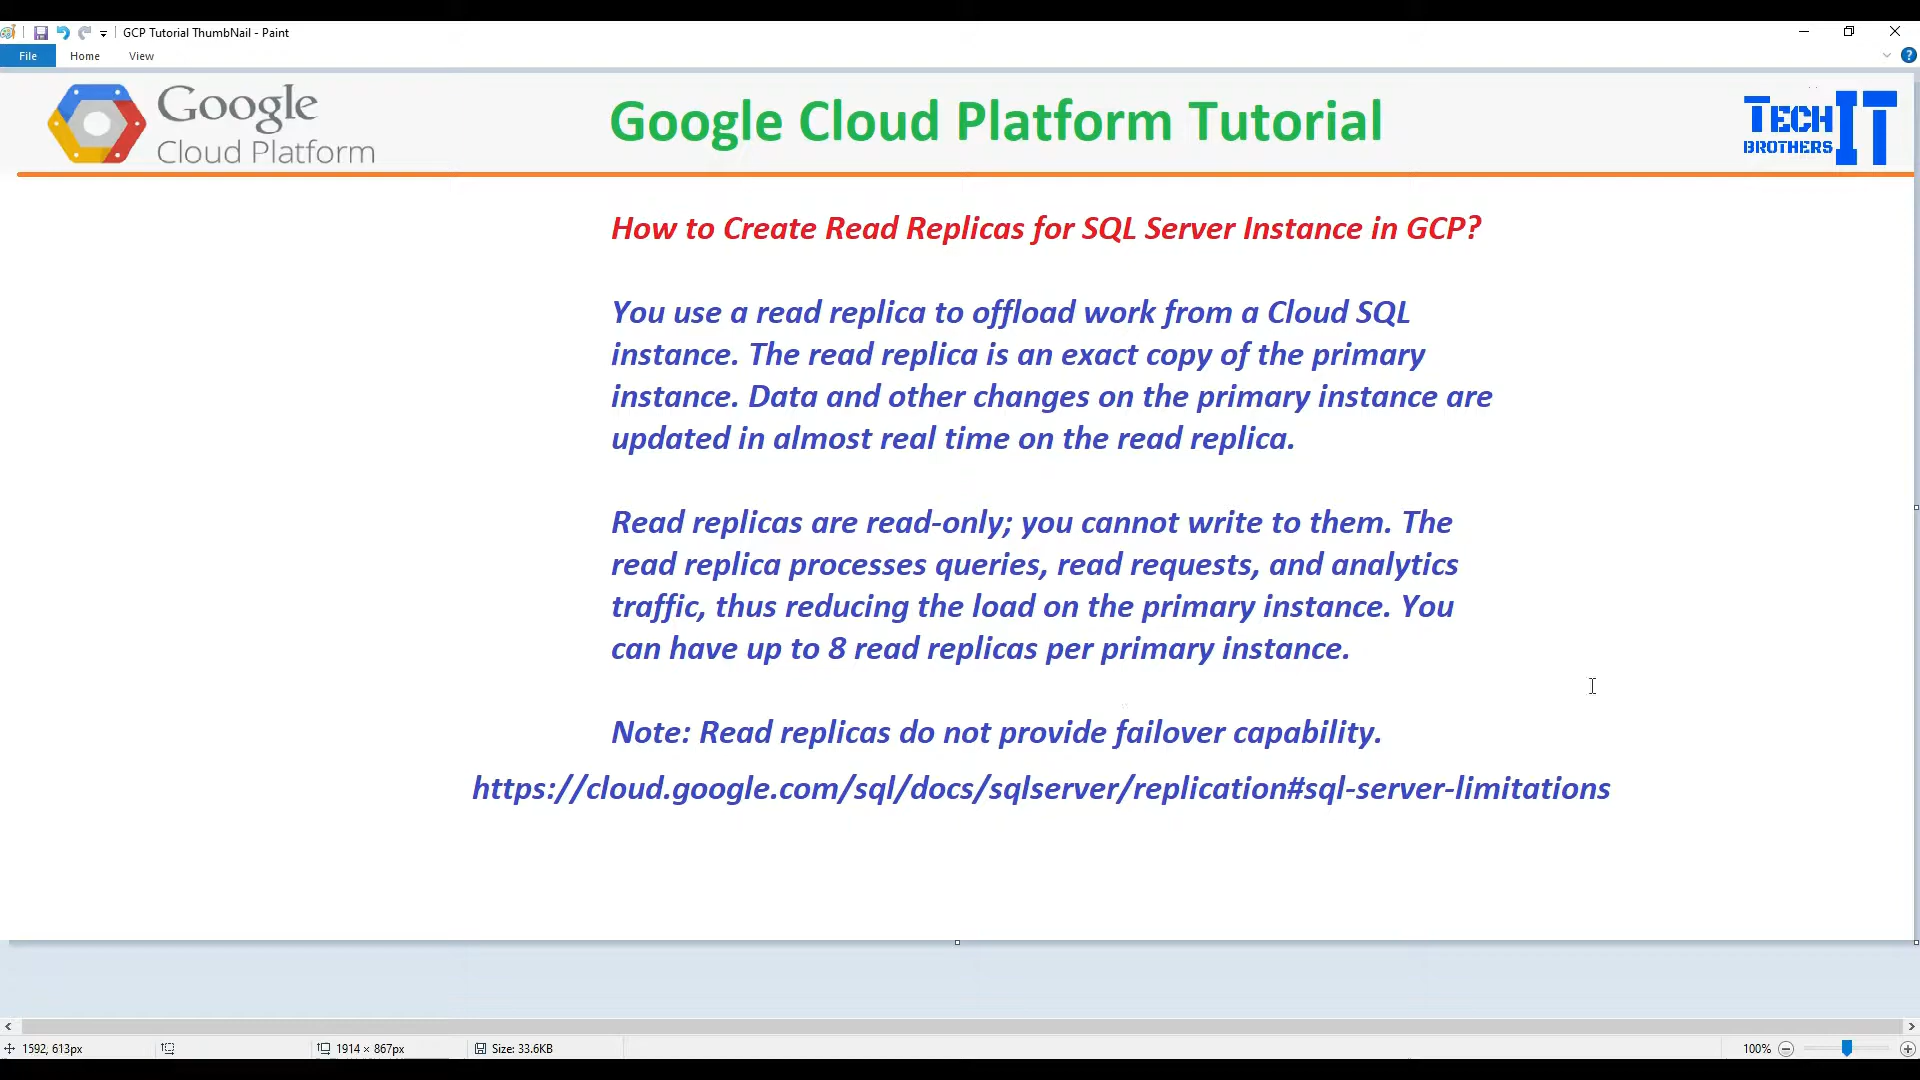 GCP Tutorial ThumbNail - Paint
File Home View
Google
Cloud Platform
Google Cloud Platform Tutorial
TECH IT
BROTHERS
How to Create Read Replicas for SQL Server Instance in GCP?
You use a read replica to offload work from a Cloud SQL
instance. The read replica is an exact copy of the primary
instance. Data and other changes on the primary instance are
updated in almost real time on the read replica.
Read replicas are read-only; you cannot write to them. The
read replica processes queries, read requests, and analytics
traffic, thus reducing the load on the primary instance. You
can have up to 8 read replicas per primary instance.
Note: Read replicas do not provide failover capability.
https://cloud.google.com/sql/docs/sqlserver/replication#sql-server-limitations
1592, 613px 1914 × 867px Size: 33.6KB 100%